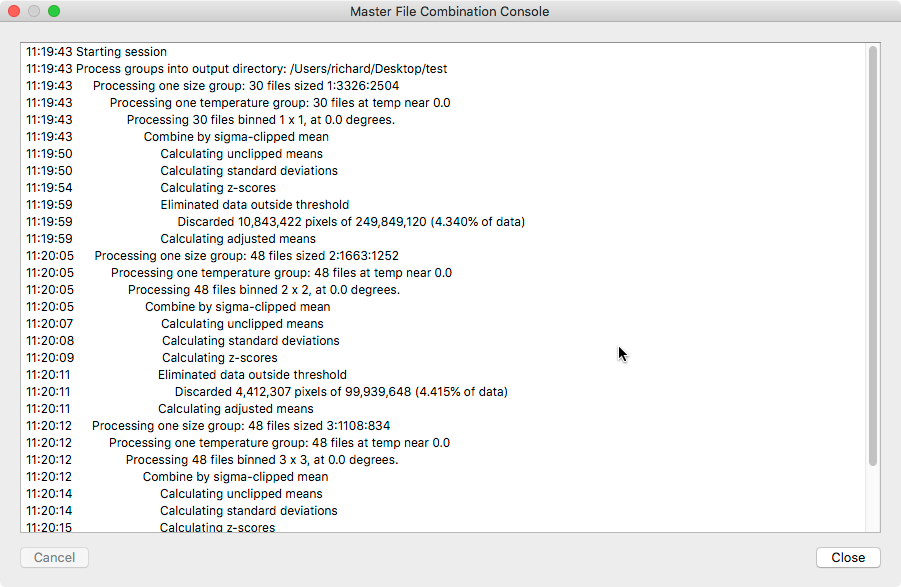 Master File Combination Console
11:19:43 Starting session
11:19:43 Process groups into output directory: /Users/richard/Desktop/test
11:19:43 Processing one size group: 30 files sized 1:3326:2504
11:19:43 Processing one temperature group: 30 files at temp near 0.0
11:19:43 Processing 30 files binned 1 x 1, at 0.0 degrees.
11:19:43 Combine by sigma-clipped mean
11:19:50 Calculating unclipped means
11:19:50 Calculating standard deviations
11:19:54 Calculating z-scores
11:19:59 Eliminated data outside threshold
11:19:59 Discarded 10,843,422 pixels of 249,849,120 (4.340% of data)
11:19:59 Calculating adjusted means
11:20:05 Processing one size group: 48 files sized 2:1663:1252
11:20:05 Processing one temperature group: 48 files at temp near 0.0
11:20:05 Processing 48 files binned 2 x 2, at 0.0 degrees.
11:20:05 Combine by sigma-clipped mean
11:20:07 Calculating unclipped means
11:20:08 Calculating standard deviations
11:20:09 Calculating z-scores
11:20:11 Eliminated data outside threshold
11:20:11 Discarded 4,412,307 pixels of 99,939,648 (4.415% of data)
11:20:11 Calculating adjusted means
11:20:12 Processing one size group: 48 files sized 3:1108:834
11:20:12 Processing one temperature group: 48 files at temp near 0.0
11:20:12 Processing 48 files binned 3 x 3, at 0.0 degrees.
11:20:12 Combine by sigma-clipped mean
11:20:14 Calculating unclipped means
11:20:14 Calculating standard deviations
11:20:15 Calculating z-scores
Cancel
Close